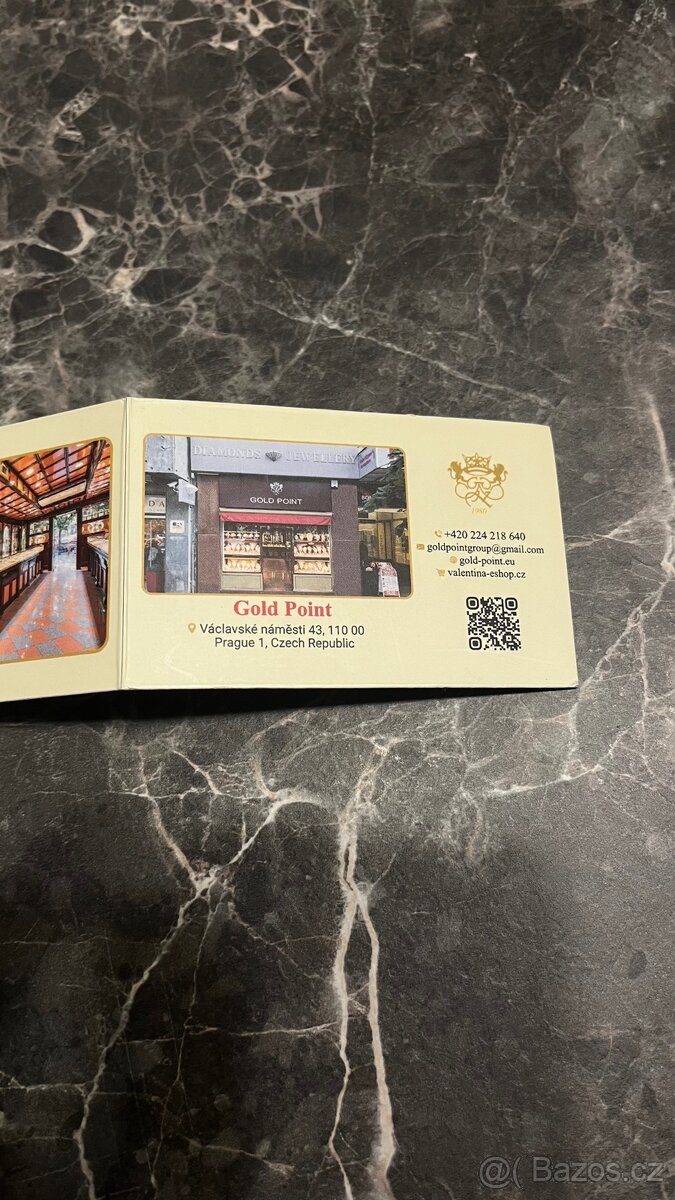 DIAMONDS JEWELLERY
GOLD POINT
Gold Point
Václavské náměsti 43, 110 00
Prague 1, Czech Republic
1980
+420 224 218 640
goldpointgroup@gmail.com
gold-point.eu
valentina-eshop.cz
@( Bazos.cz